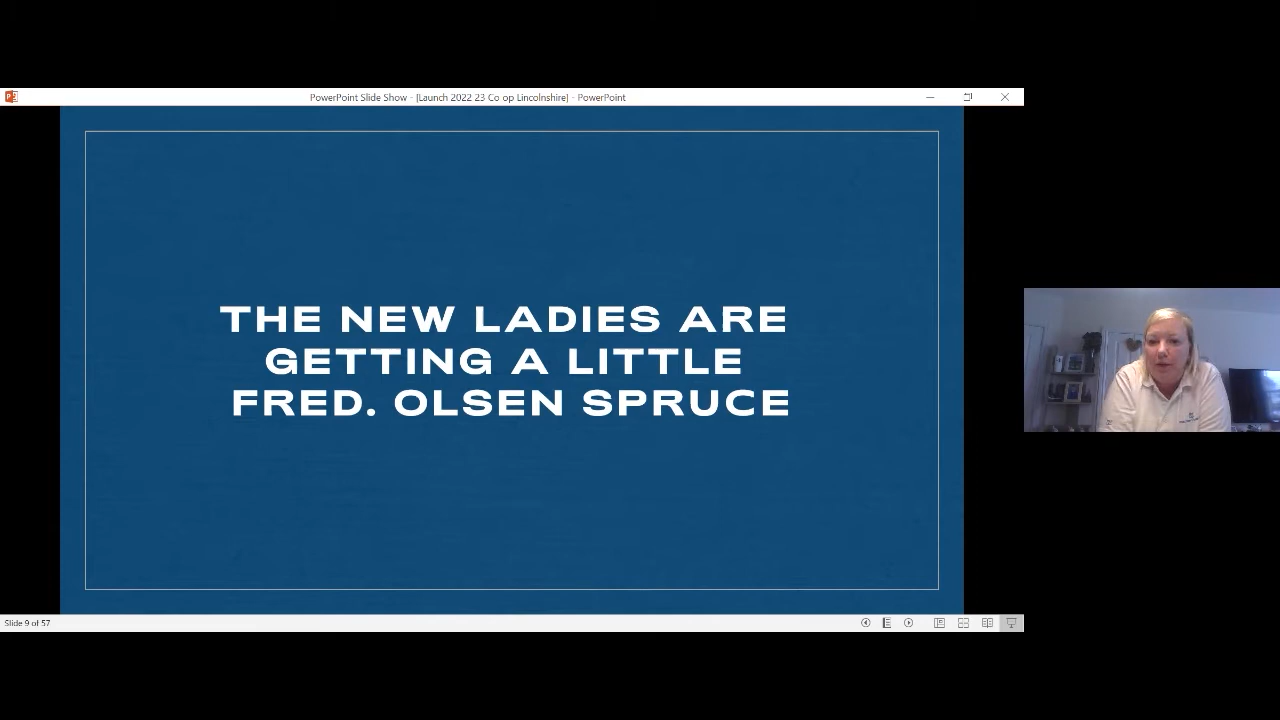 PowerPoint Slide Show - [Launch 2022 23 Co op Lincolnshire] - PowerPoint
THE NEW LADIES ARE
GETTING A LITTLE
FRED. OLSEN SPRUCE
Slide 9 of 57